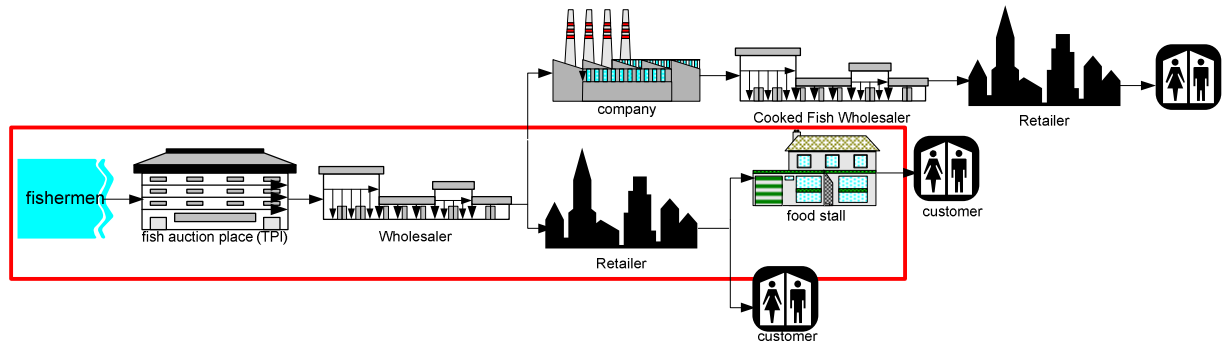 company
Cooked Fish Wholesaler
Retailer
fishermen
fish auction place (TPI)
Wholesaler
Retailer
food stall
customer
customer